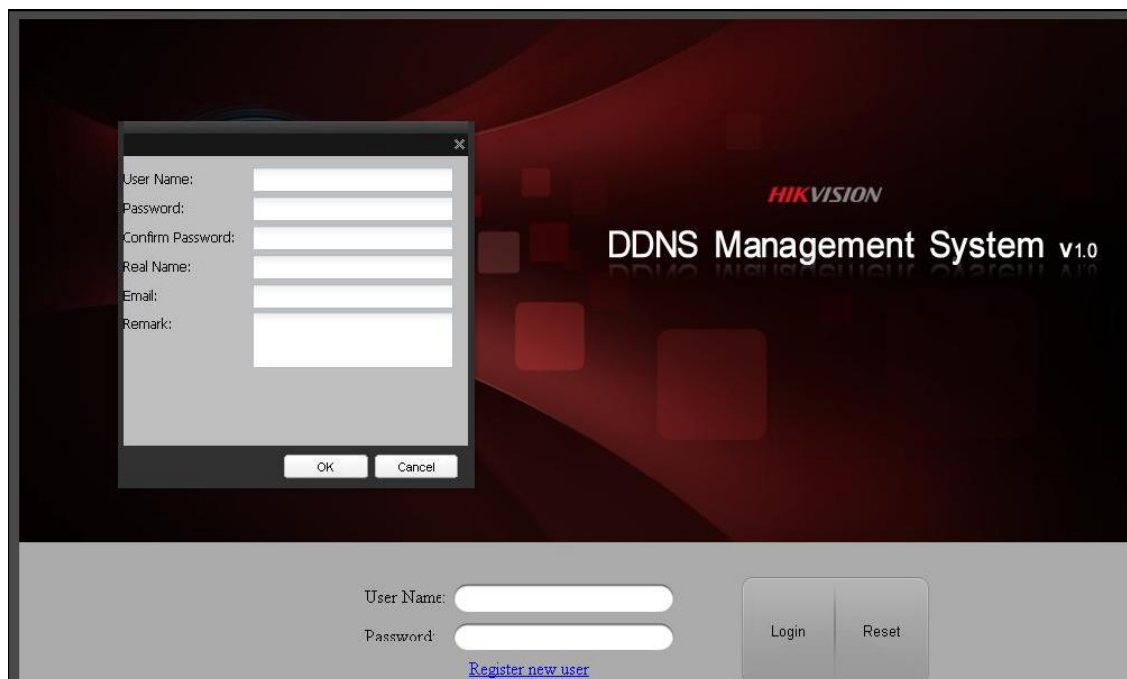 HIKVISION
DDNS Management System v1.0
User Name:
Password:
Confirm Password:
Real Name:
Email:
Remark:
OK Cancel
User Name:
Password:
Login Reset
Register new user